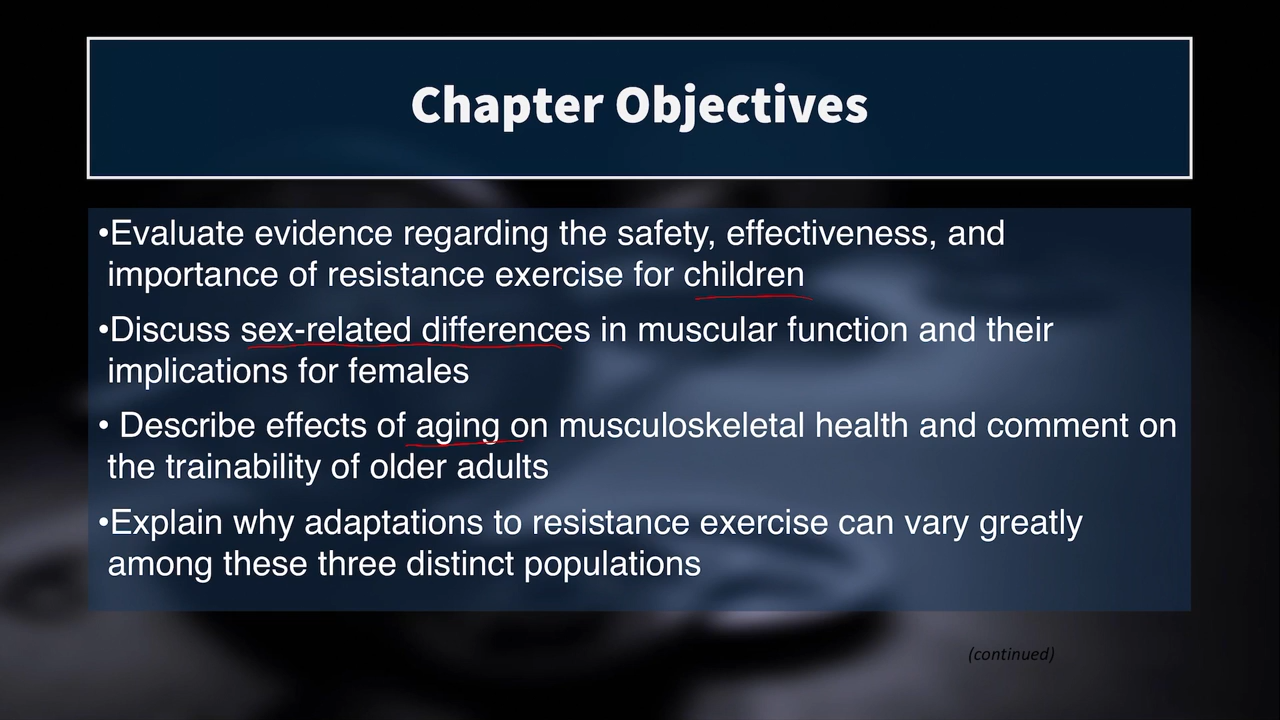 Chapter Objectives
•Evaluate evidence regarding the safety, effectiveness, and
importance of resistance exercise for children
•Discuss sex-related differences in muscular function and their
implications for females
• Describe effects of aging on musculoskeletal health and comment on
the trainability of older adults
•Explain why adaptations to resistance exercise can vary greatly
among these three distinct populations
(continued)